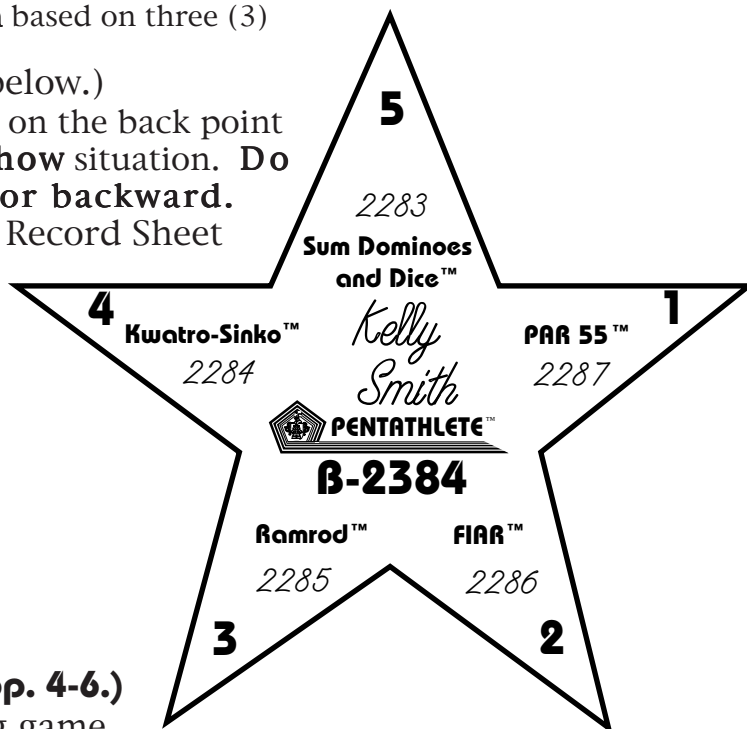 based on three (3)
below.)
on the back point
how situation. Do
or backward.
Record Sheet
5
2283
Sum Dominoes
and Dice™
4
Kwatro-Sinko™
2284
Kelly
Smith
1
PAR 55™
2287
PENTATHLETE™
B-2384
Ramrod™
2285
3
FIAR™
2286
2
pp. 4-6.)
game